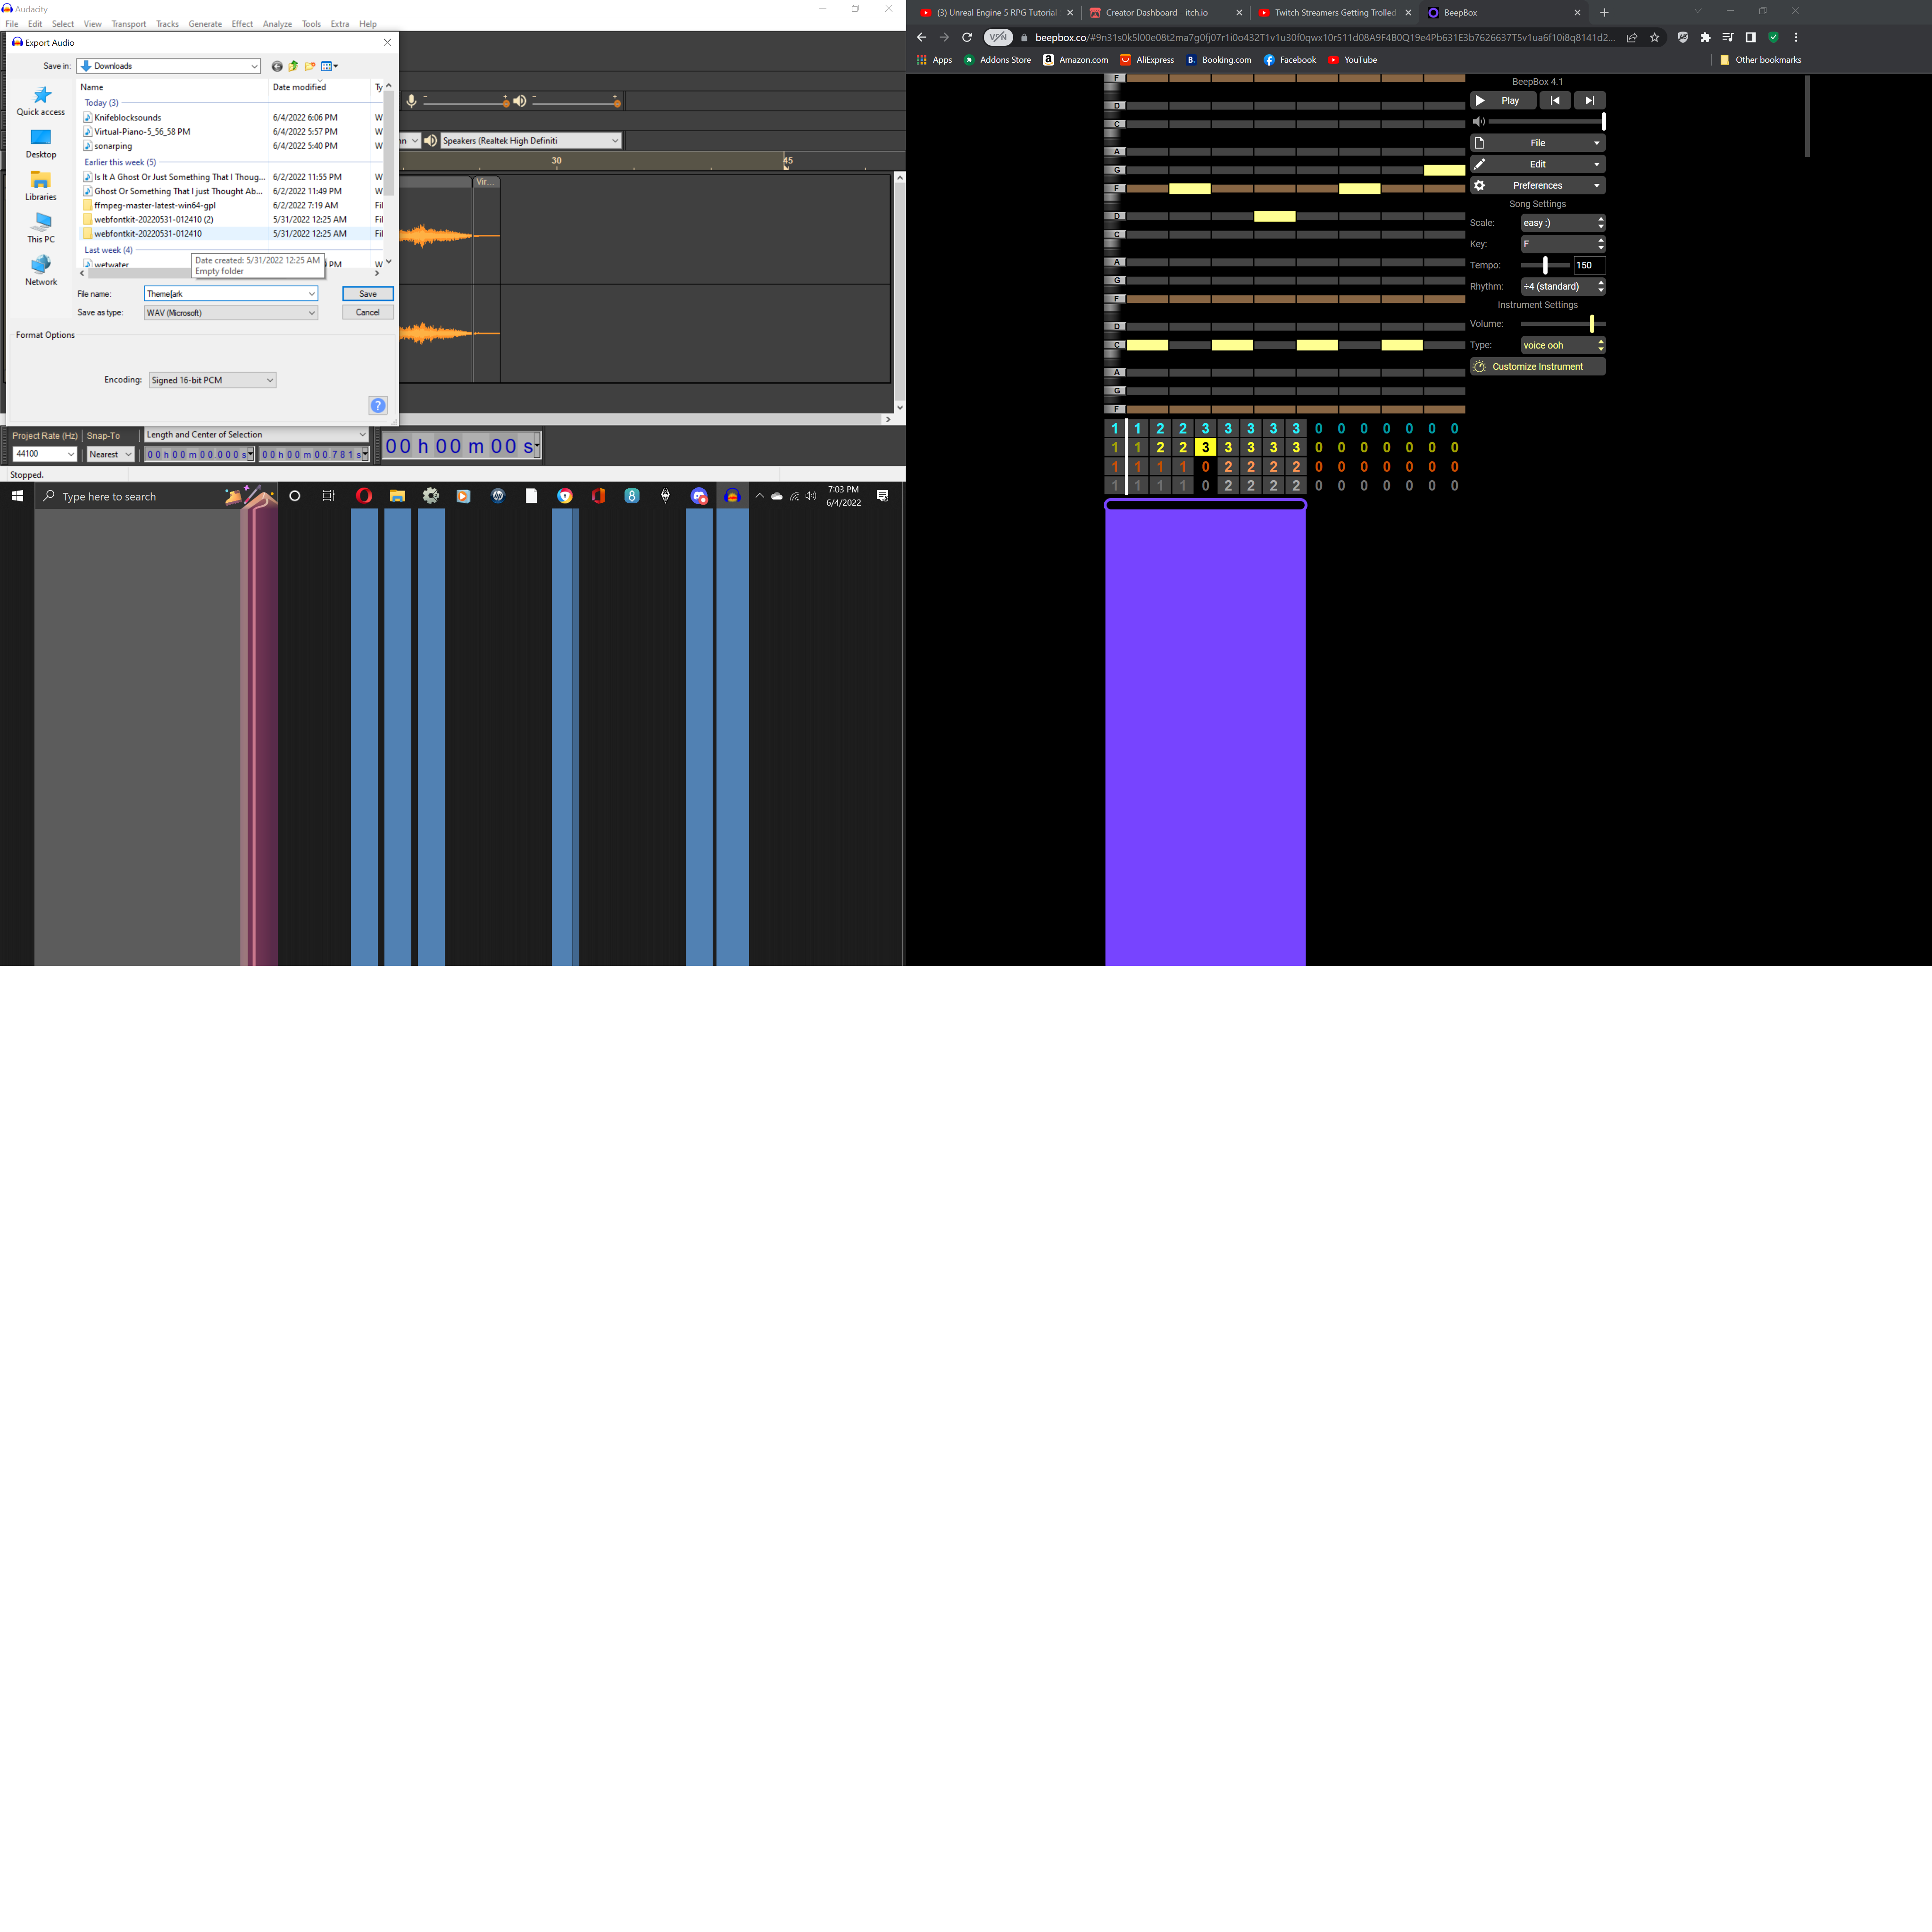 Audacity
File Edit Select View Transport Tracks Generate Effect Analyze Tools Extra Help
Export Audio
Save in: Downloads
Name Date modified Ty
Today (3)
Knifeblocksounds 6/4/2022 6:06 PM W
Virtual-Piano-5_56_58 PM 6/4/2022 5:57 PM W
sonarping 6/4/2022 5:40 PM W
Earlier this week (5)
Is It A Ghost Or Just Something That I Thoug... 6/2/2022 11:55 PM W
Ghost Or Something That I just Thought Ab... 6/2/2022 11:49 PM W
ffmpeg-master-latest-win64-gpl 6/2/2022 7:19 AM Fil
webfontkit-20220531-012410 (2) 5/31/2022 12:25 AM Fil
webfontkit-20220531-012410 5/31/2022 12:25 AM Fil
Last week (4)
wetwater PM W
Date created: 5/31/2022 12:25 AM
Empty folder
Quick access
Desktop
Libraries
This PC
Network
File name: Themeark Save
Save as type: WAV (Microsoft) Cancel
Format Options
Encoding: Signed 16-bit PCM
Speakers (Realtek High Definiti
30 45
Vir...
Project Rate (Hz) Snap-To Length and Center of Selection
44100 Nearest 00 h 00 m 00.000 s 00 h 00 m 00.781 s
00 h 00 m 00 s
Stopped.
Type here to search
7:03 PM
6/4/2022
(3) Unreal Engine 5 RPG Tutorial Creator Dashboard - itch.io Twitch Streamers Getting Trolled BeepBox
VPN beepbox.co/#9n31s0k5l00e08t2ma7g0fj07r1i0o432T1v1u30f0qwx10r511d08A9F4B0Q19e4Pb631E3b7626637T5v1ua6f10i8q8141d2...
Apps Addons Store Amazon.com AliExpress Booking.com Facebook YouTube Other bookmarks
F
D
C
A
G
F
D
C
A
G
F
D
C
A
G
F
BeepBox 4.1
Play
File
Edit
Preferences
Song Settings
Scale: easy :)
Key: F
Tempo: 150
Rhythm: ÷4 (standard)
Instrument Settings
Volume:
Type: voice ooh
Customize Instrument
1 1 2 2 3 3 3 3 3 0 0 0 0 0 0 0
1 1 2 2 3 3 3 3 3 0 0 0 0 0 0 0
1 1 1 1 0 2 2 2 2 0 0 0 0 0 0 0
1 1 1 1 0 2 2 2 2 0 0 0 0 0 0 0